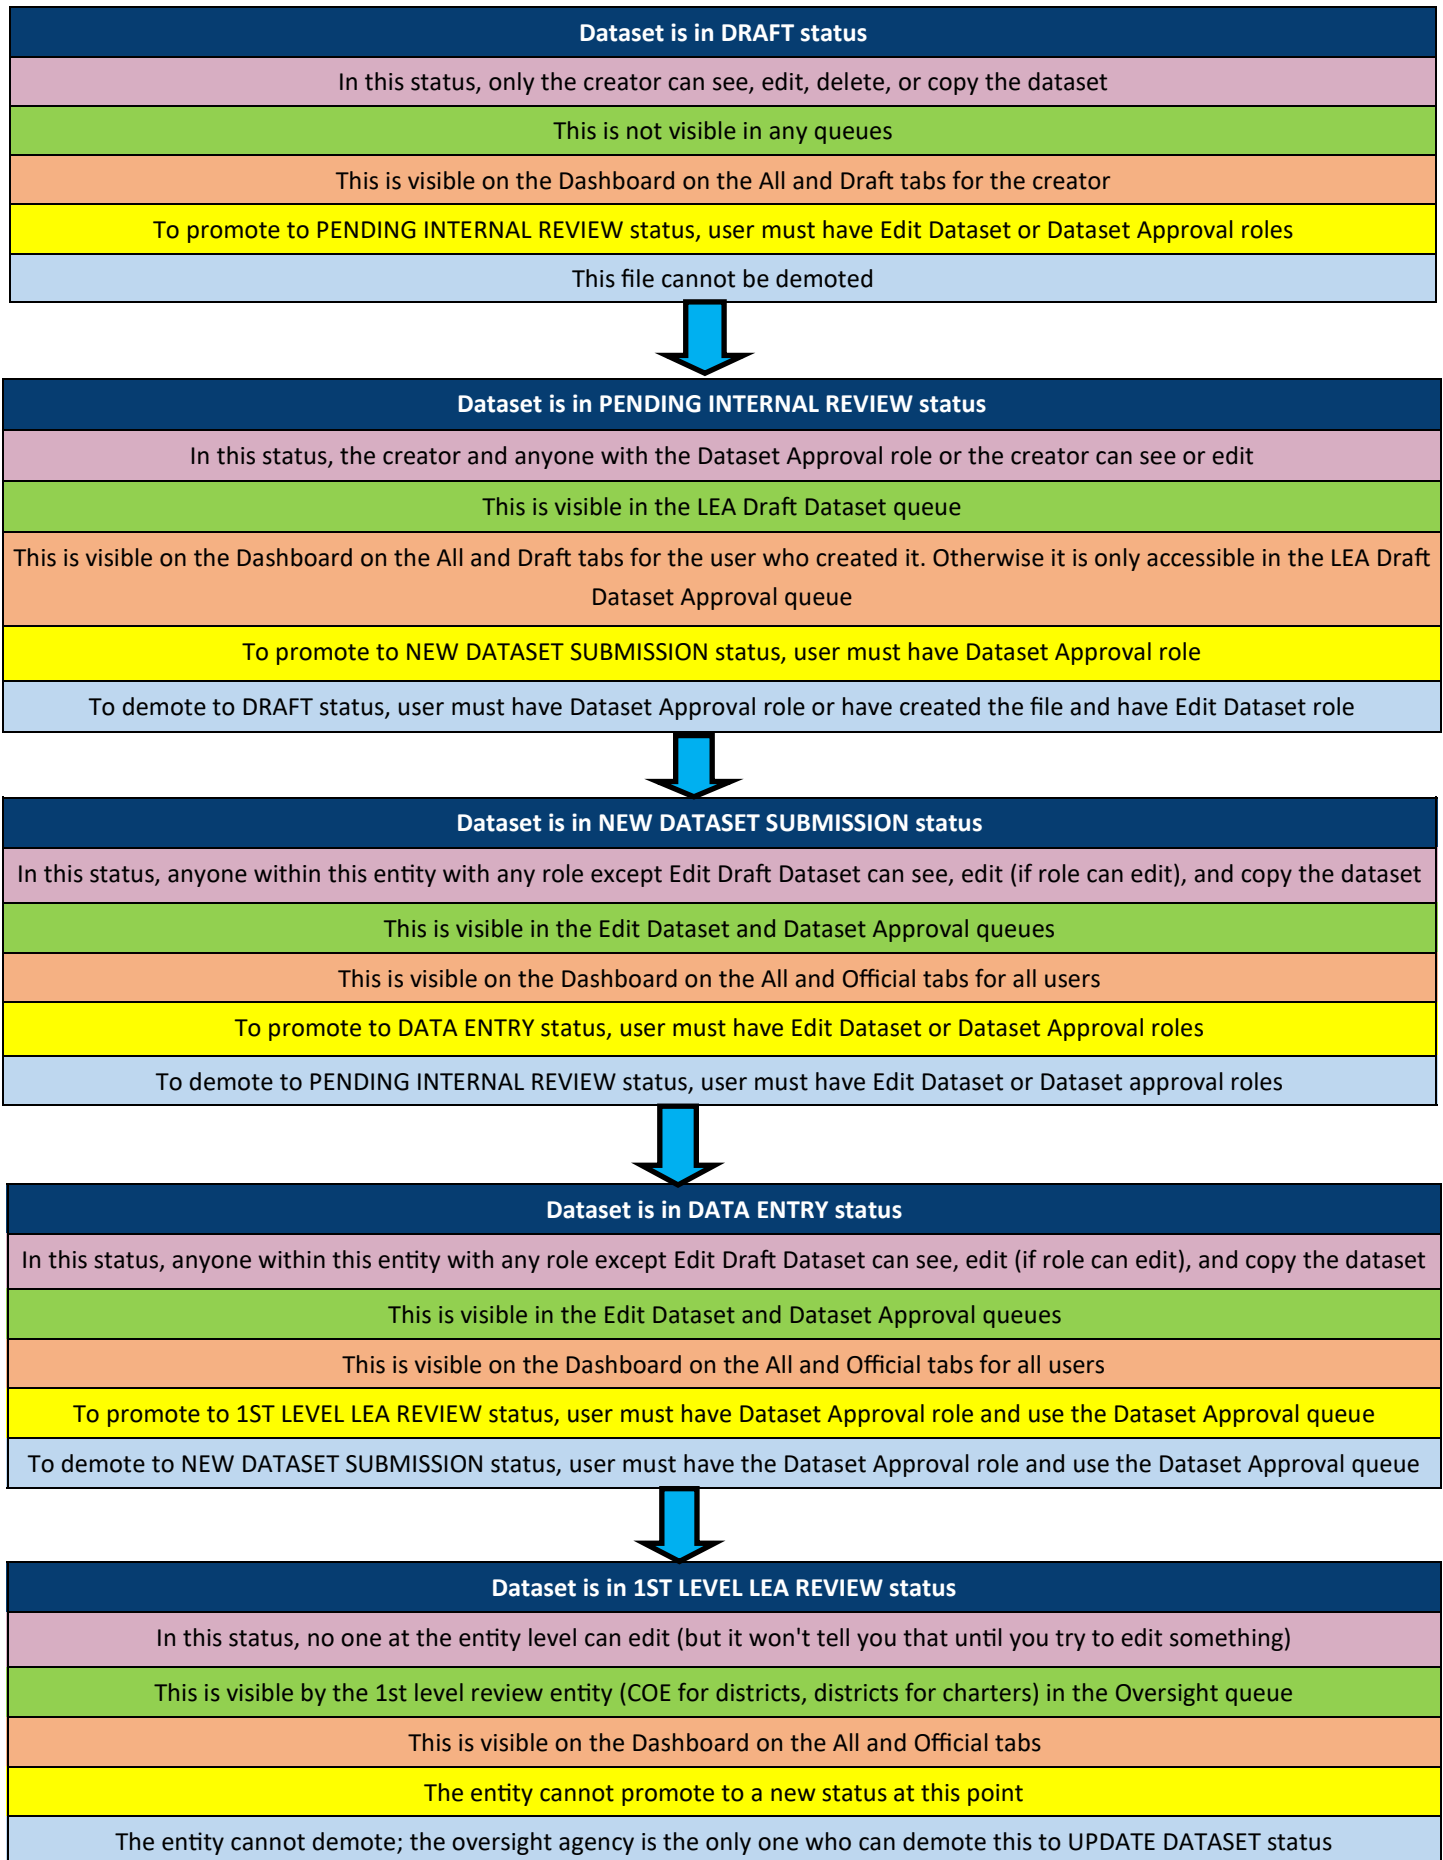 Dataset is in DRAFT status
In this status, only the creator can see, edit, delete, or copy the dataset
This is not visible in any queues
This is visible on the Dashboard on the All and Draft tabs for the creator
To promote to PENDING INTERNAL REVIEW status, user must have Edit Dataset or Dataset Approval roles
This file cannot be demoted
Dataset is in PENDING INTERNAL REVIEW status
In this status, the creator and anyone with the Dataset Approval role or the creator can see or edit
This is visible in the LEA Draft Dataset queue
This is visible on the Dashboard on the All and Draft tabs for the user who created it. Otherwise it is only accessible in the LEA Draft
Dataset Approval queue
To promote to NEW DATASET SUBMISSION status, user must have Dataset Approval role
To demote to DRAFT status, user must have Dataset Approval role or have created the file and have Edit Dataset role
Dataset is in NEW DATASET SUBMISSION status
In this status, anyone within this entity with any role except Edit Draft Dataset can see, edit (if role can edit), and copy the dataset
This is visible in the Edit Dataset and Dataset Approval queues
This is visible on the Dashboard on the All and Official tabs for all users
To promote to DATA ENTRY status, user must have Edit Dataset or Dataset Approval roles
To demote to PENDING INTERNAL REVIEW status, user must have Edit Dataset or Dataset approval roles
Dataset is in DATA ENTRY status
In this status, anyone within this entity with any role except Edit Draft Dataset can see, edit (if role can edit), and copy the dataset
This is visible in the Edit Dataset and Dataset Approval queues
This is visible on the Dashboard on the All and Official tabs for all users
To promote to 1ST LEVEL LEA REVIEW status, user must have Dataset Approval role and use the Dataset Approval queue
To demote to NEW DATASET SUBMISSION status, user must have the Dataset Approval role and use the Dataset Approval queue
Dataset is in 1ST LEVEL LEA REVIEW status
In this status, no one at the entity level can edit (but it won't tell you that until you try to edit something)
This is visible by the 1st level review entity (COE for districts, districts for charters) in the Oversight queue
This is visible on the Dashboard on the All and Official tabs
The entity cannot promote to a new status at this point
The entity cannot demote; the oversight agency is the only one who can demote this to UPDATE DATASET status